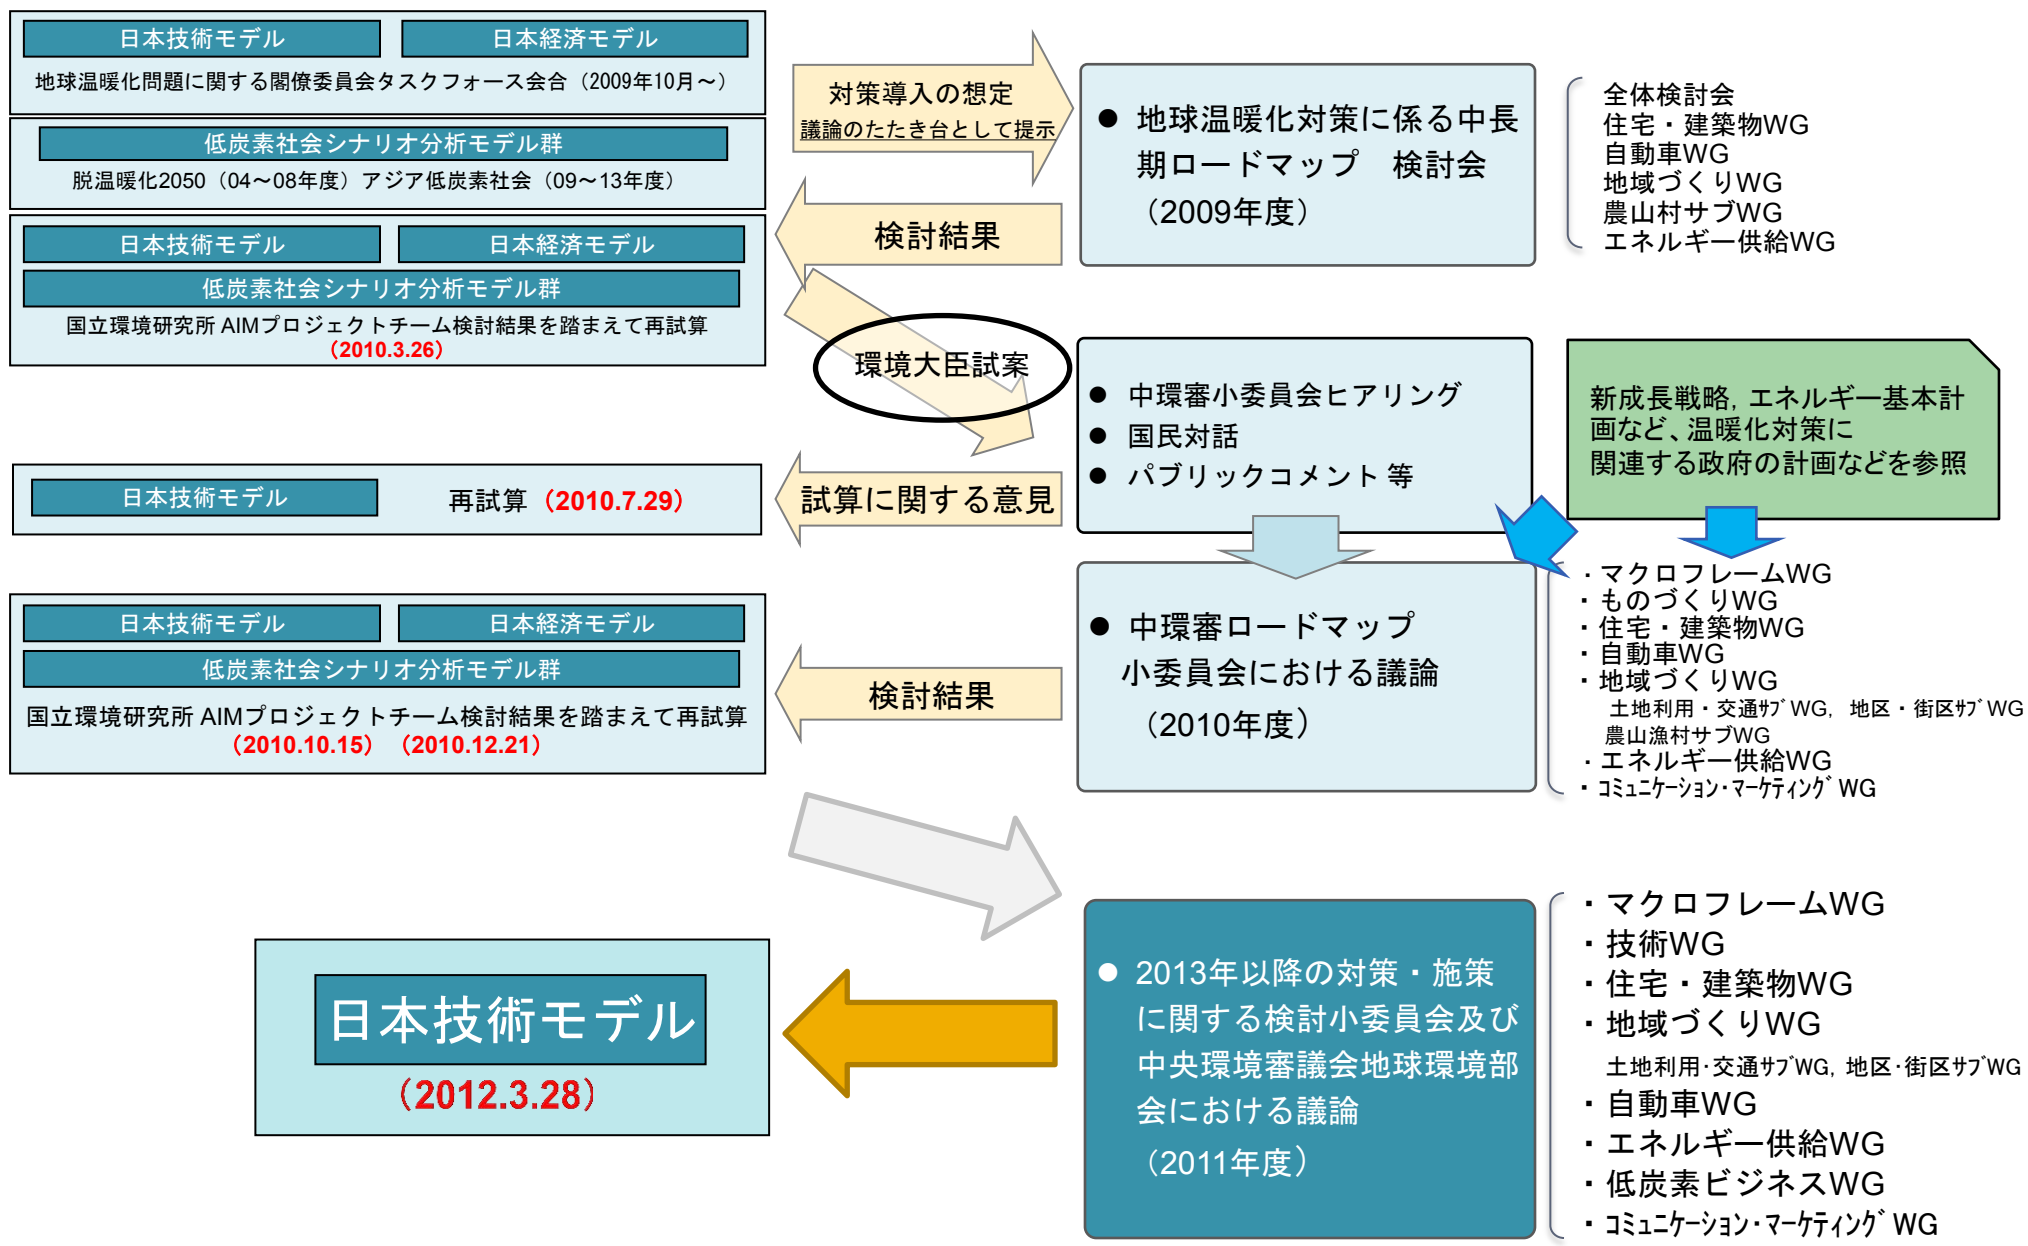 日本技術モデル
日本経済モデル
地球温暖化問題に関する閣僚委員会タスクフォース会合（2009年10月～）
低炭素社会シナリオ分析モデル群
脱温暖化2050（04～08年度）アジア低炭素社会（09～13年度）
日本技術モデル
日本経済モデル
低炭素社会シナリオ分析モデル群
国立環境研究所 AIMプロジェクトチーム検討結果を踏まえて再試算
（2010.3.26）
対策導入の想定
議論のたたき台として提示
検討結果
● 地球温暖化対策に係る中長
期ロードマップ　検討会
（2009年度）
全体検討会
住宅・建築物WG
自動車WG
地域づくりWG
農山村サブWG
エネルギー供給WG
環境大臣試案
● 中環審小委員会ヒアリング
● 国民対話
● パブリックコメント 等
新成長戦略, エネルギー基本計
画など、温暖化対策に
関連する政府の計画などを参照
日本技術モデル
再試算（2010.7.29）
試算に関する意見
日本技術モデル
日本経済モデル
低炭素社会シナリオ分析モデル群
国立環境研究所 AIMプロジェクトチーム検討結果を踏まえて再試算
（2010.10.15）（2010.12.21）
検討結果
● 中環審ロードマップ
小委員会における議論
（2010年度）
・マクロフレームWG
・ものづくりWG
・住宅・建築物WG
・自動車WG
・地域づくりWG
土地利用・交通ｻﾌﾞWG, 地区・街区ｻﾌﾞWG
農山漁村サブWG
・エネルギー供給WG
・ｺﾐｭﾆｹｰｼｮﾝ･ﾏｰｹﾃｨﾝｸﾞWG
日本技術モデル
（2012.3.28）
● 2013年以降の対策・施策
に関する検討小委員会及び
中央環境審議会地球環境部
会における議論
（2011年度）
・マクロフレームWG
・技術WG
・住宅・建築物WG
・地域づくりWG
土地利用･交通ｻﾌﾞWG, 地区･街区ｻﾌﾞWG
・自動車WG
・エネルギー供給WG
・低炭素ビジネスWG
・ｺﾐｭﾆｹｰｼｮﾝ･ﾏｰｹﾃｨﾝｸﾞWG